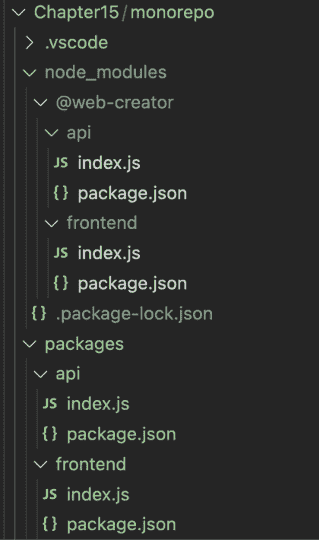 Chapter15/monorepo
.vscode
node_modules
@web-creator
api
JS index.js
{} package.json
frontend
JS index.js
{} package.json
{} .package-lock.json
packages
api
JS index.js
{} package.json
frontend
JS index.js
{} package.json